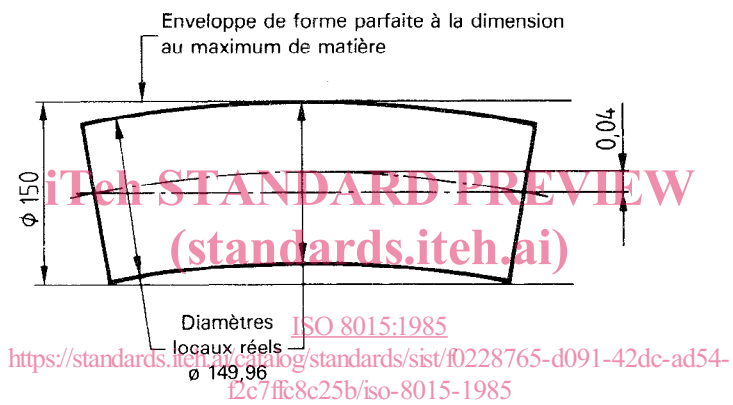 Enveloppe de forme parfaite à la dimension
au maximum de matière
0,04
ø 150
iTeh STANDARD PREVIEW
(standards.iteh.ai)
Diamètres
locaux réels
ø 149,96
ISO 8015:1985
https://standards.iteh.ai/catalog/standards/sist/f0228765-d091-42dc-ad54-
f2c7ffc8c25b/iso-8015-1985